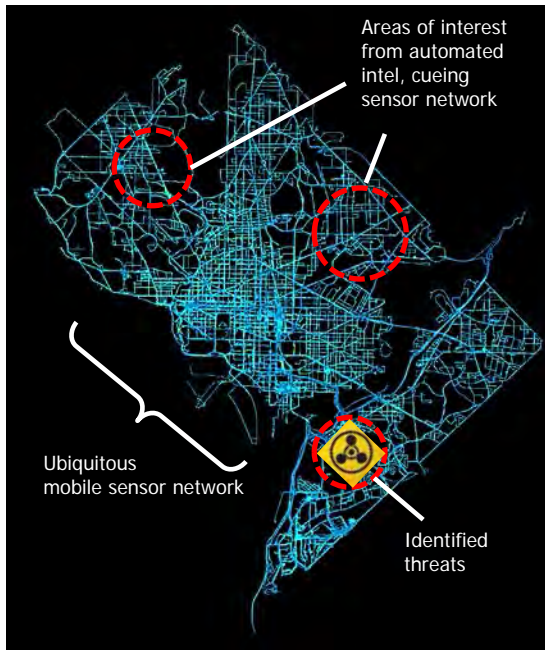 Areas of interest
from automated
intel, cueing
sensor network
Ubiquitous
mobile sensor network
Identified
threats